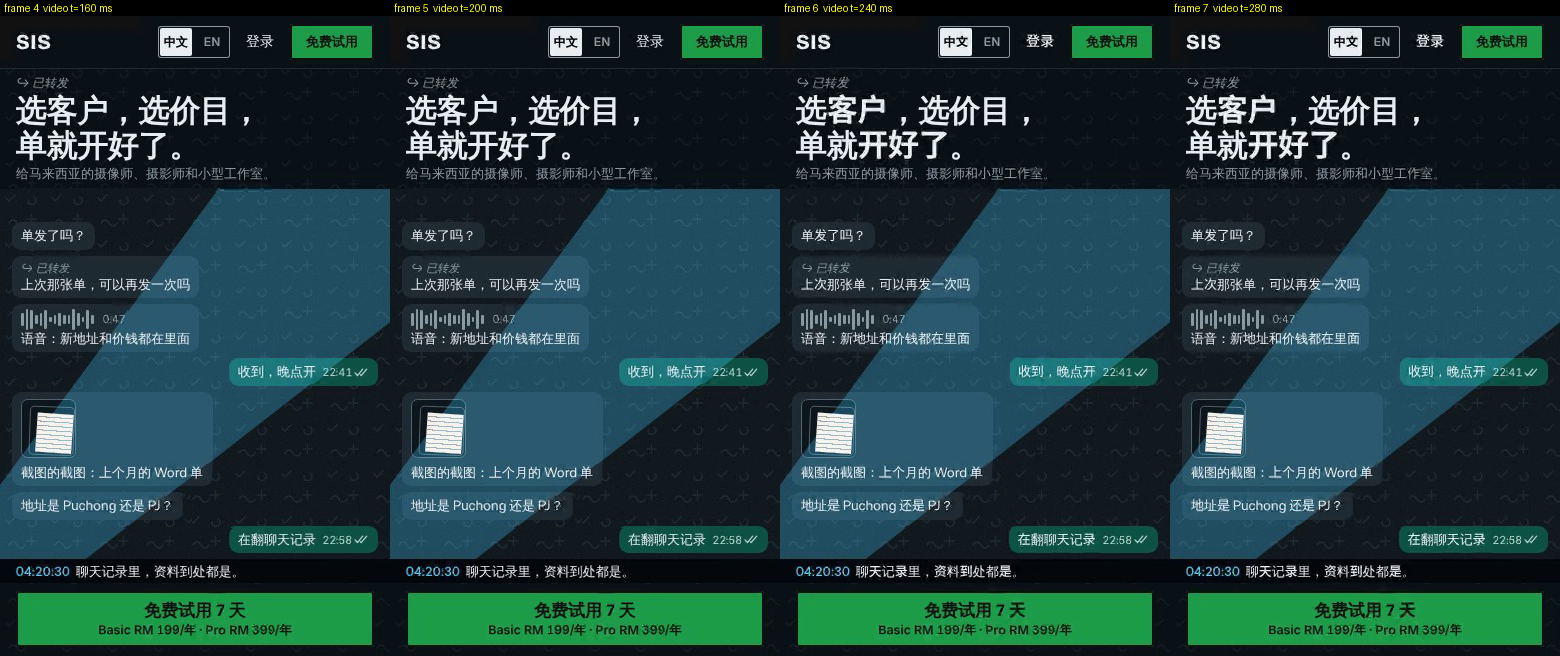 frame 4 video t=160 ms
SIS
中文 EN
登录
免费试用
已转发
选客户，选价目，
单就开好了。
给马来西亚的摄像师、摄影师和小型工作室。
单发了吗？
已转发
上次那张单，可以再发一次吗
0:47
语音：新地址和价钱都在里面
收到，晚点开 22:41
截图的截图：上个月的 Word 单
地址是 Puchong 还是 PJ？
在翻聊天记录 22:58
04:20:30 聊天记录里，资料到处都是。
免费试用 7 天
Basic RM 199/年 · Pro RM 399/年
frame 5 video t=200 ms
SIS
中文 EN
登录
免费试用
已转发
选客户，选价目，
单就开好了。
给马来西亚的摄像师、摄影师和小型工作室。
单发了吗？
已转发
上次那张单，可以再发一次吗
0:47
语音：新地址和价钱都在里面
收到，晚点开 22:41
截图的截图：上个月的 Word 单
地址是 Puchong 还是 PJ？
在翻聊天记录 22:58
04:20:30 聊天记录里，资料到处都是。
免费试用 7 天
Basic RM 199/年 · Pro RM 399/年
frame 6 video t=240 ms
SIS
中文 EN
登录
免费试用
已转发
选客户，选价目，
单就开好了。
给马来西亚的摄像师、摄影师和小型工作室。
单发了吗？
已转发
上次那张单，可以再发一次吗
0:47
语音：新地址和价钱都在里面
收到，晚点开 22:41
截图的截图：上个月的 Word 单
地址是 Puchong 还是 PJ？
在翻聊天记录 22:58
04:20:30 聊天记录里，资料到处都是。
免费试用 7 天
Basic RM 199/年 · Pro RM 399/年
frame 7 video t=280 ms
SIS
中文 EN
登录
免费试用
已转发
选客户，选价目，
单就开好了。
给马来西亚的摄像师、摄影师和小型工作室。
单发了吗？
已转发
上次那张单，可以再发一次吗
0:47
语音：新地址和价钱都在里面
收到，晚点开 22:41
截图的截图：上个月的 Word 单
地址是 Puchong 还是 PJ？
在翻聊天记录 22:58
04:20:30 聊天记录里，资料到处都是。
免费试用 7 天
Basic RM 199/年 · Pro RM 399/年